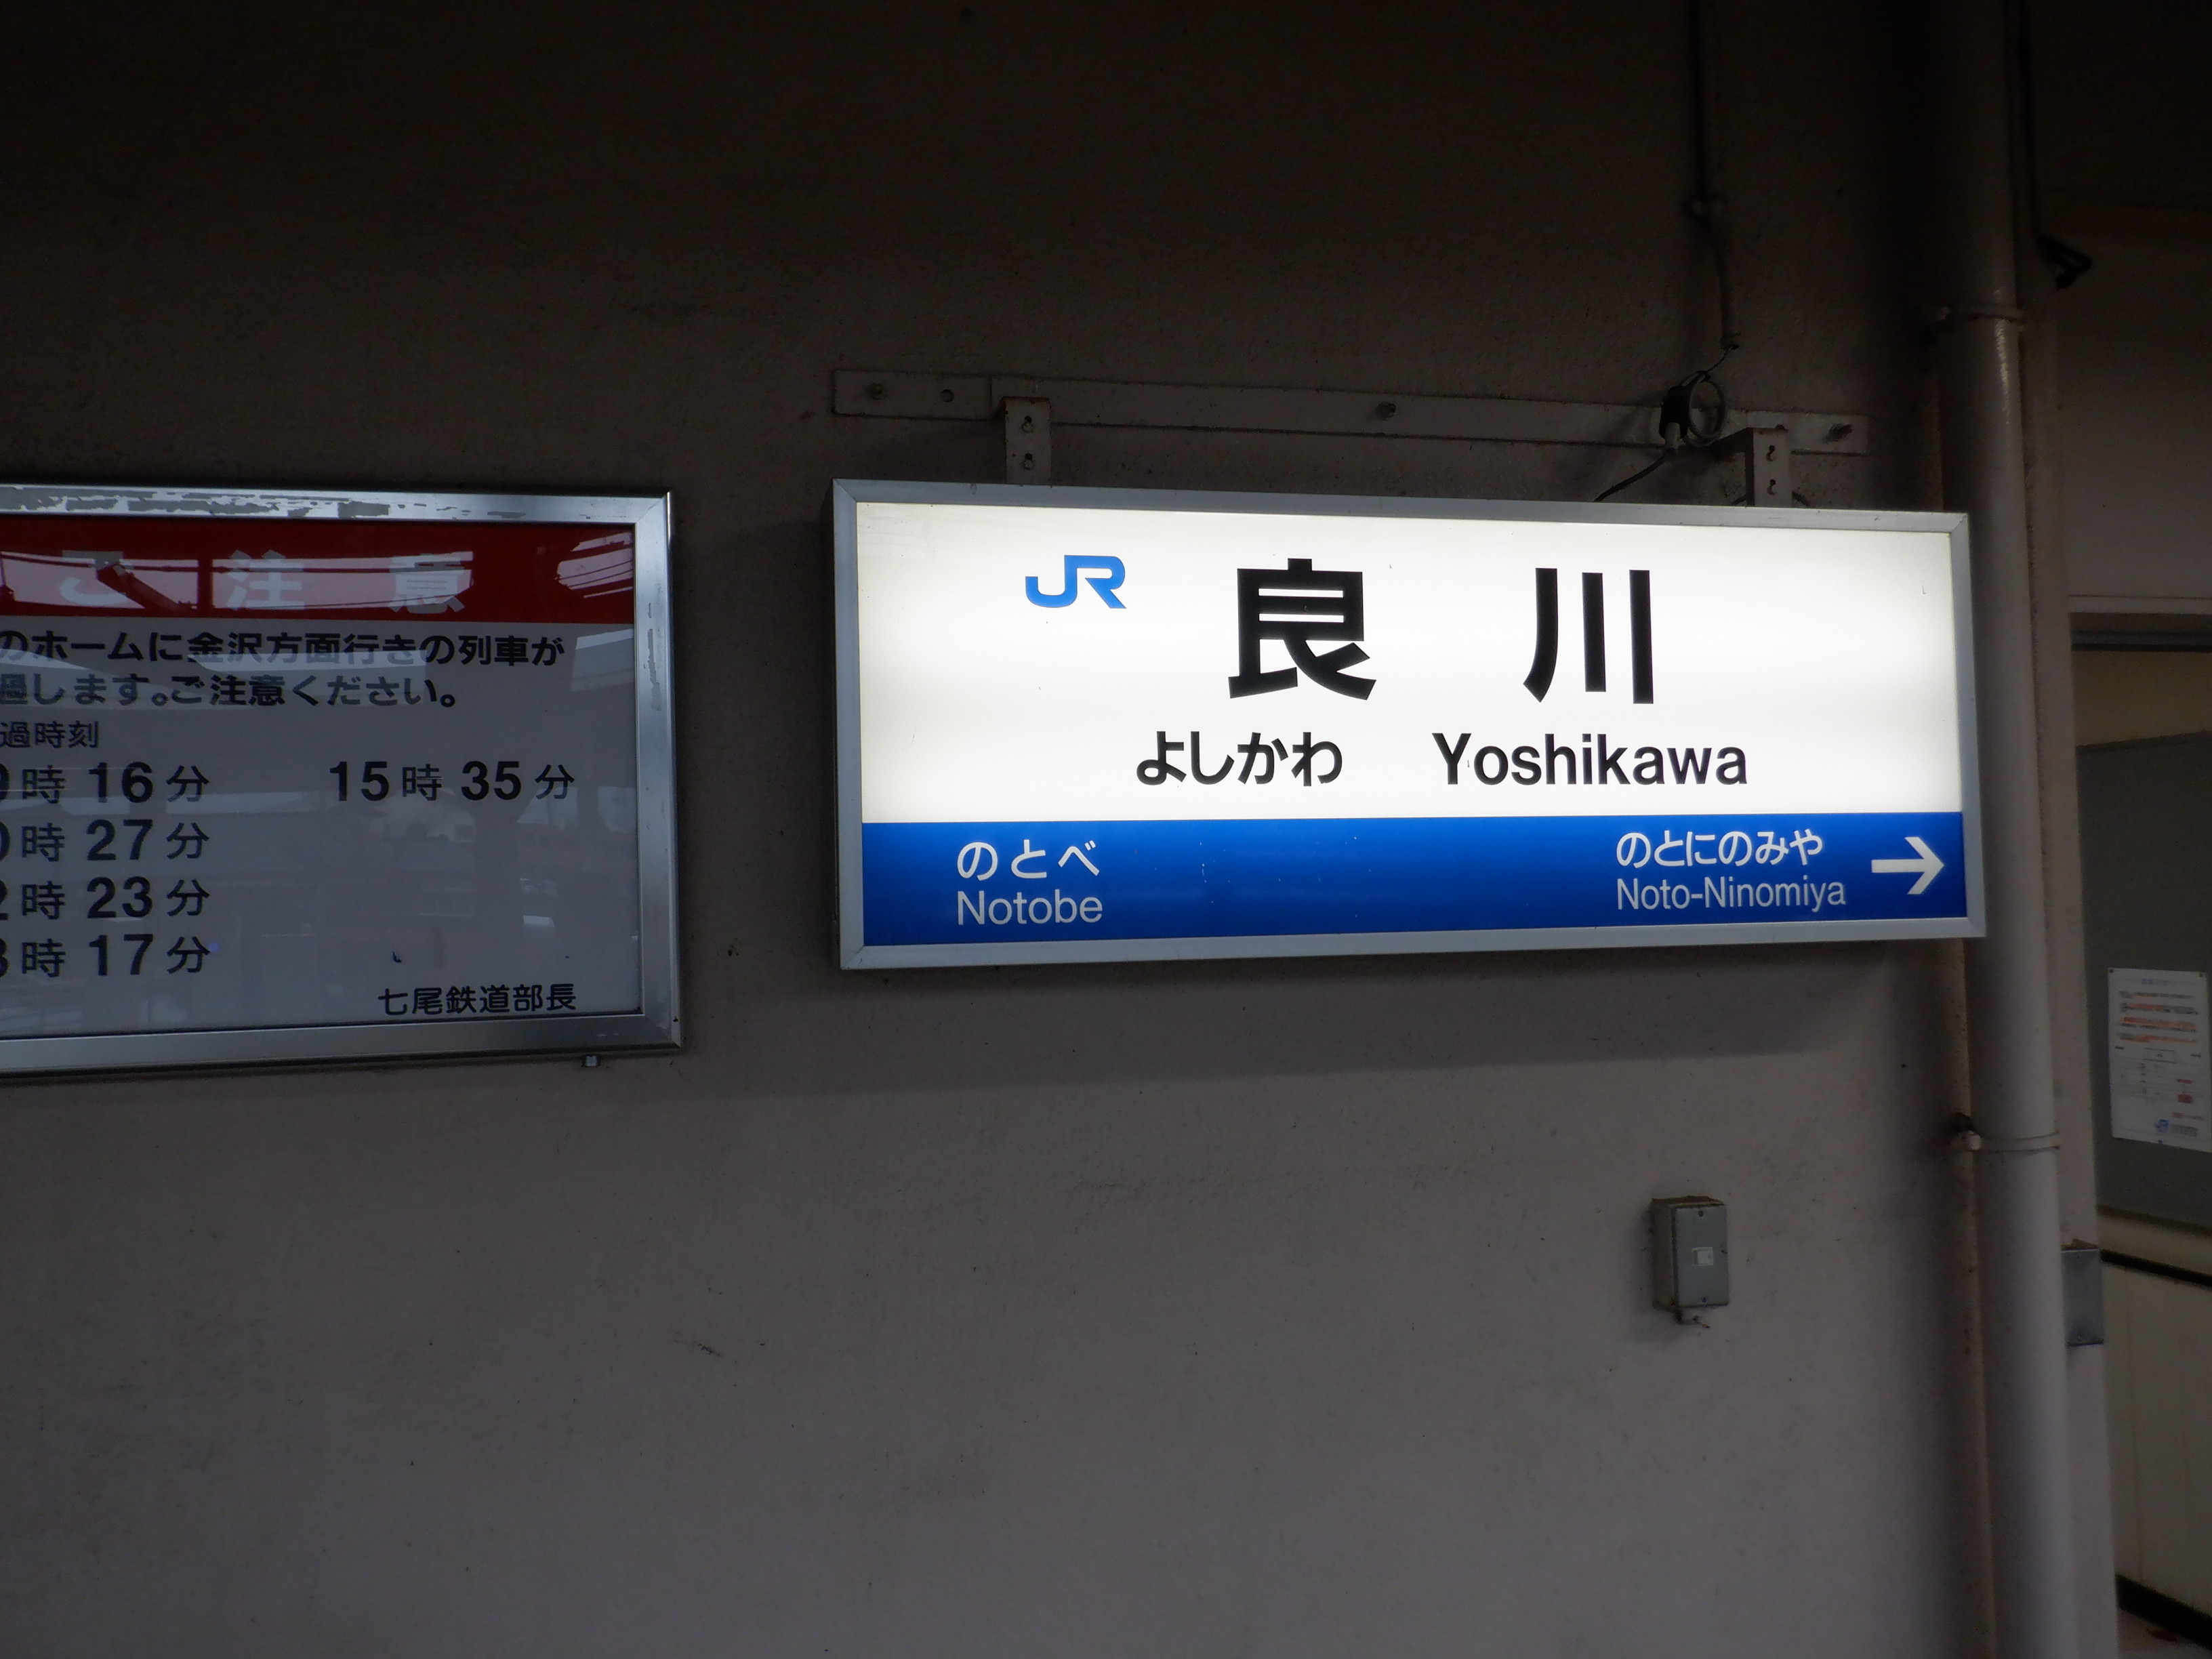 ご注意
のホームに金沢方面行きの列車が
過します。ご注意ください。
過時刻
時 16 分 15 時 35 分
時 27 分
時 23 分
時 17 分
七尾鉄道部長
JR 良川
よしかわ Yoshikawa
のとべ のとにのみや →
Notobe Noto-Ninomiya